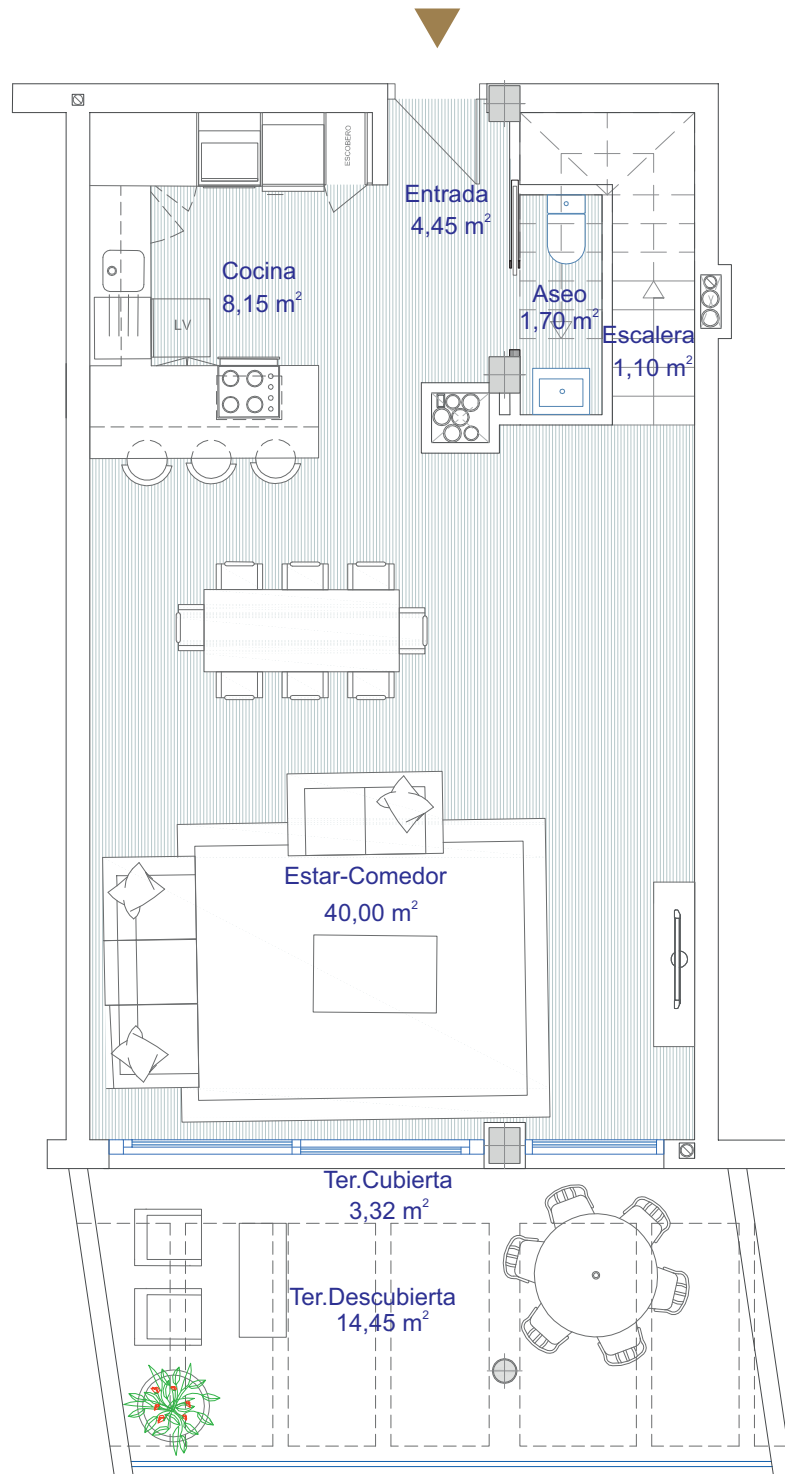 ESCOBERO
Entrada
4,45 m²
Cocina
8,15 m²
LV
Aseo
1,70 m²
Escalera
1,10 m²
Estar-Comedor
40,00 m²
Ter.Cubierta
3,32 m²
Ter.Descubierta
14,45 m²